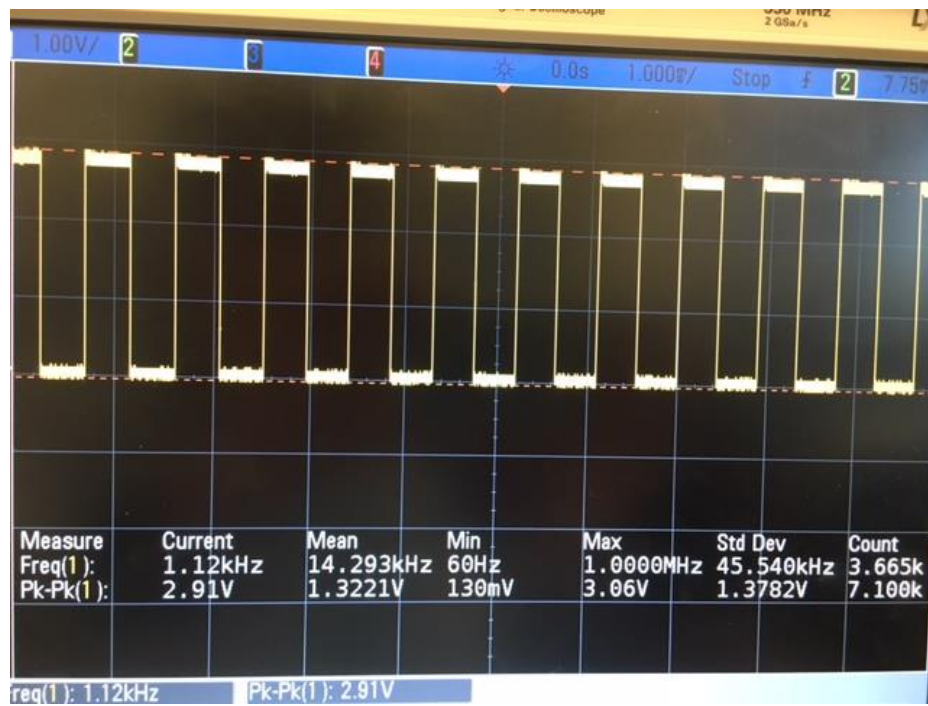 2 GSa/s
1.00V/ 2 3 4 0.0s 1.000 / Stop 2
Measure Current Mean Min Max Std Dev Count
Freq(1): 1.12kHz 14.293kHz 60Hz 1.0000MHz 45.540kHz 3.665k
Pk-Pk(1): 2.91V 1.3221V 130mV 3.06V 1.3782V 7.100k
req(1): 1.12kHz Pk-Pk(1): 2.91V